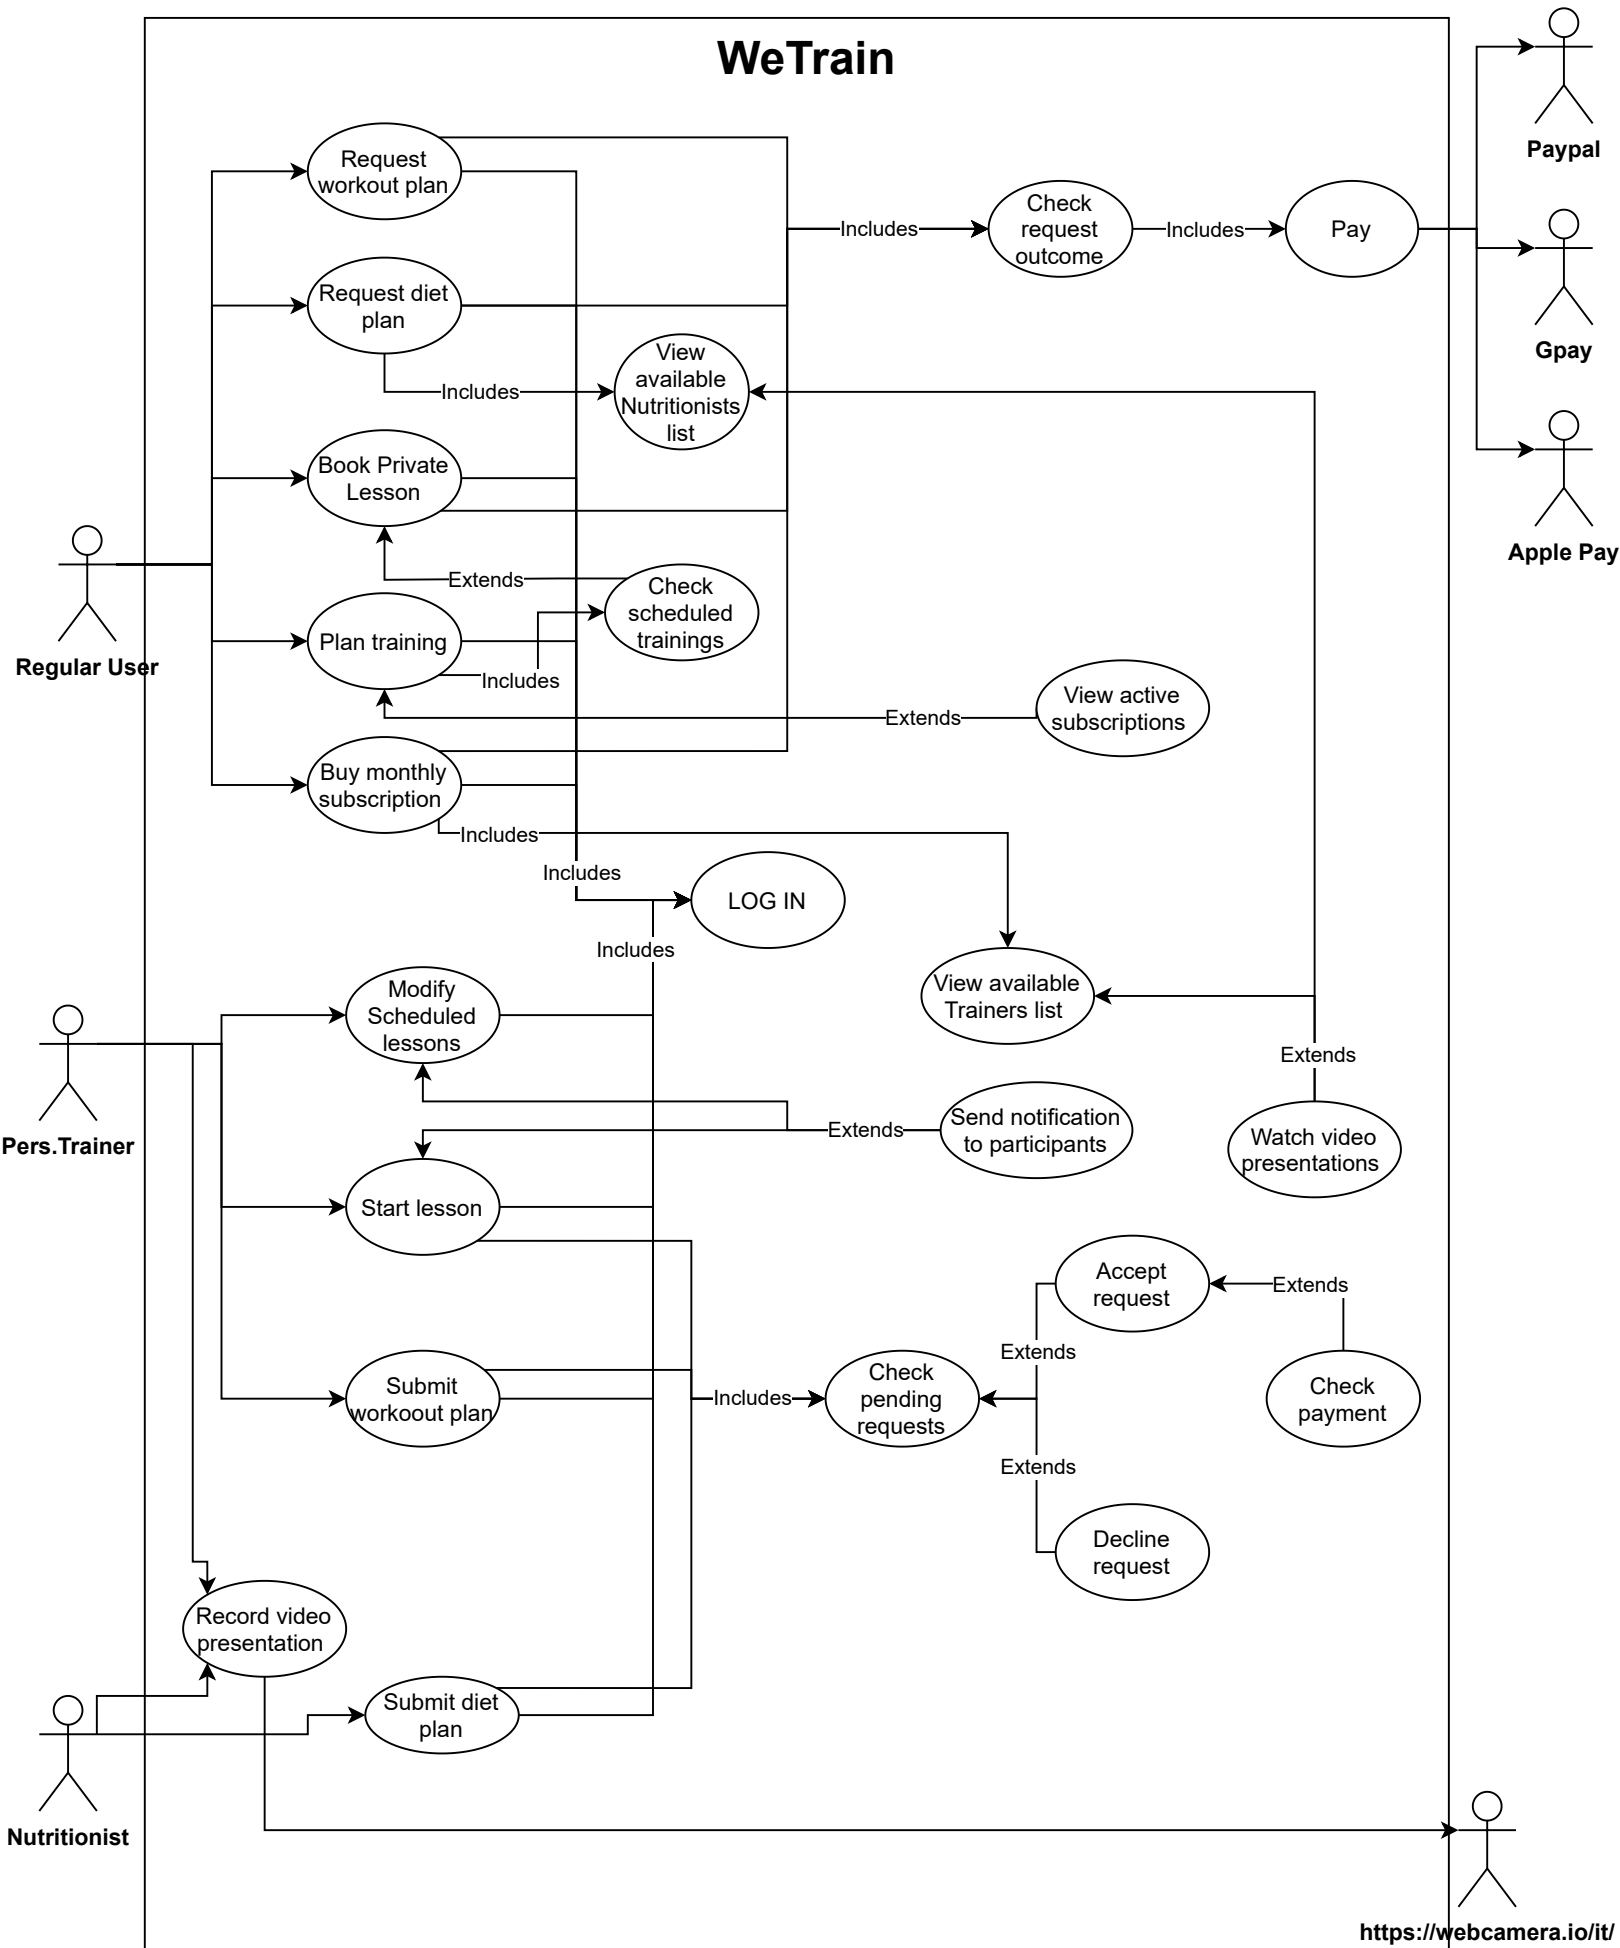 WeTrain
Paypal
Request
workout plan
Check
request
outcome
Includes
Includes
Pay
Request diet
plan
Gpay
View
available
Nutritionists
list
Includes
Book Private
Lesson
Apple Pay
Extends
Check
scheduled
trainings
Plan training
Includes
Regular User
View active
subscriptions
Extends
Buy monthly
subscription
Includes
Includes
LOG IN
Includes
Modify
Scheduled
lessons
View available
Trainers list
Extends
Pers.Trainer
Send notification
to participants
Extends
Watch video
presentations
Start lesson
Accept
request
Extends
Extends
Submit
workoout plan
Includes
Check
pending
requests
Check
payment
Extends
Decline
request
Record video
presentation
Submit diet
plan
Nutritionist
https://webcamera.io/it/